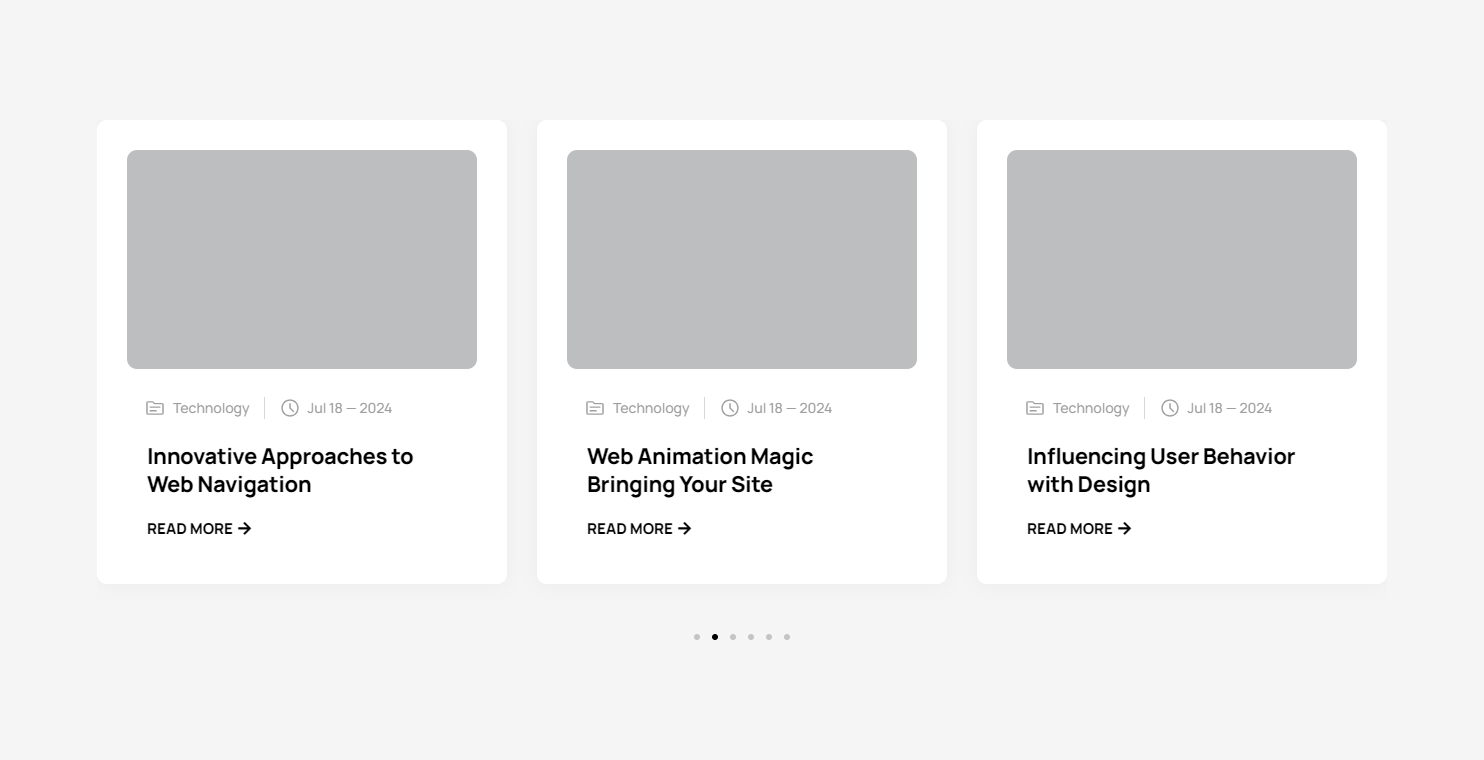 Technology Jul 18 — 2024
Innovative Approaches to
Web Navigation
READ MORE →
Technology Jul 18 — 2024
Web Animation Magic
Bringing Your Site
READ MORE →
Technology Jul 18 — 2024
Influencing User Behavior
with Design
READ MORE →